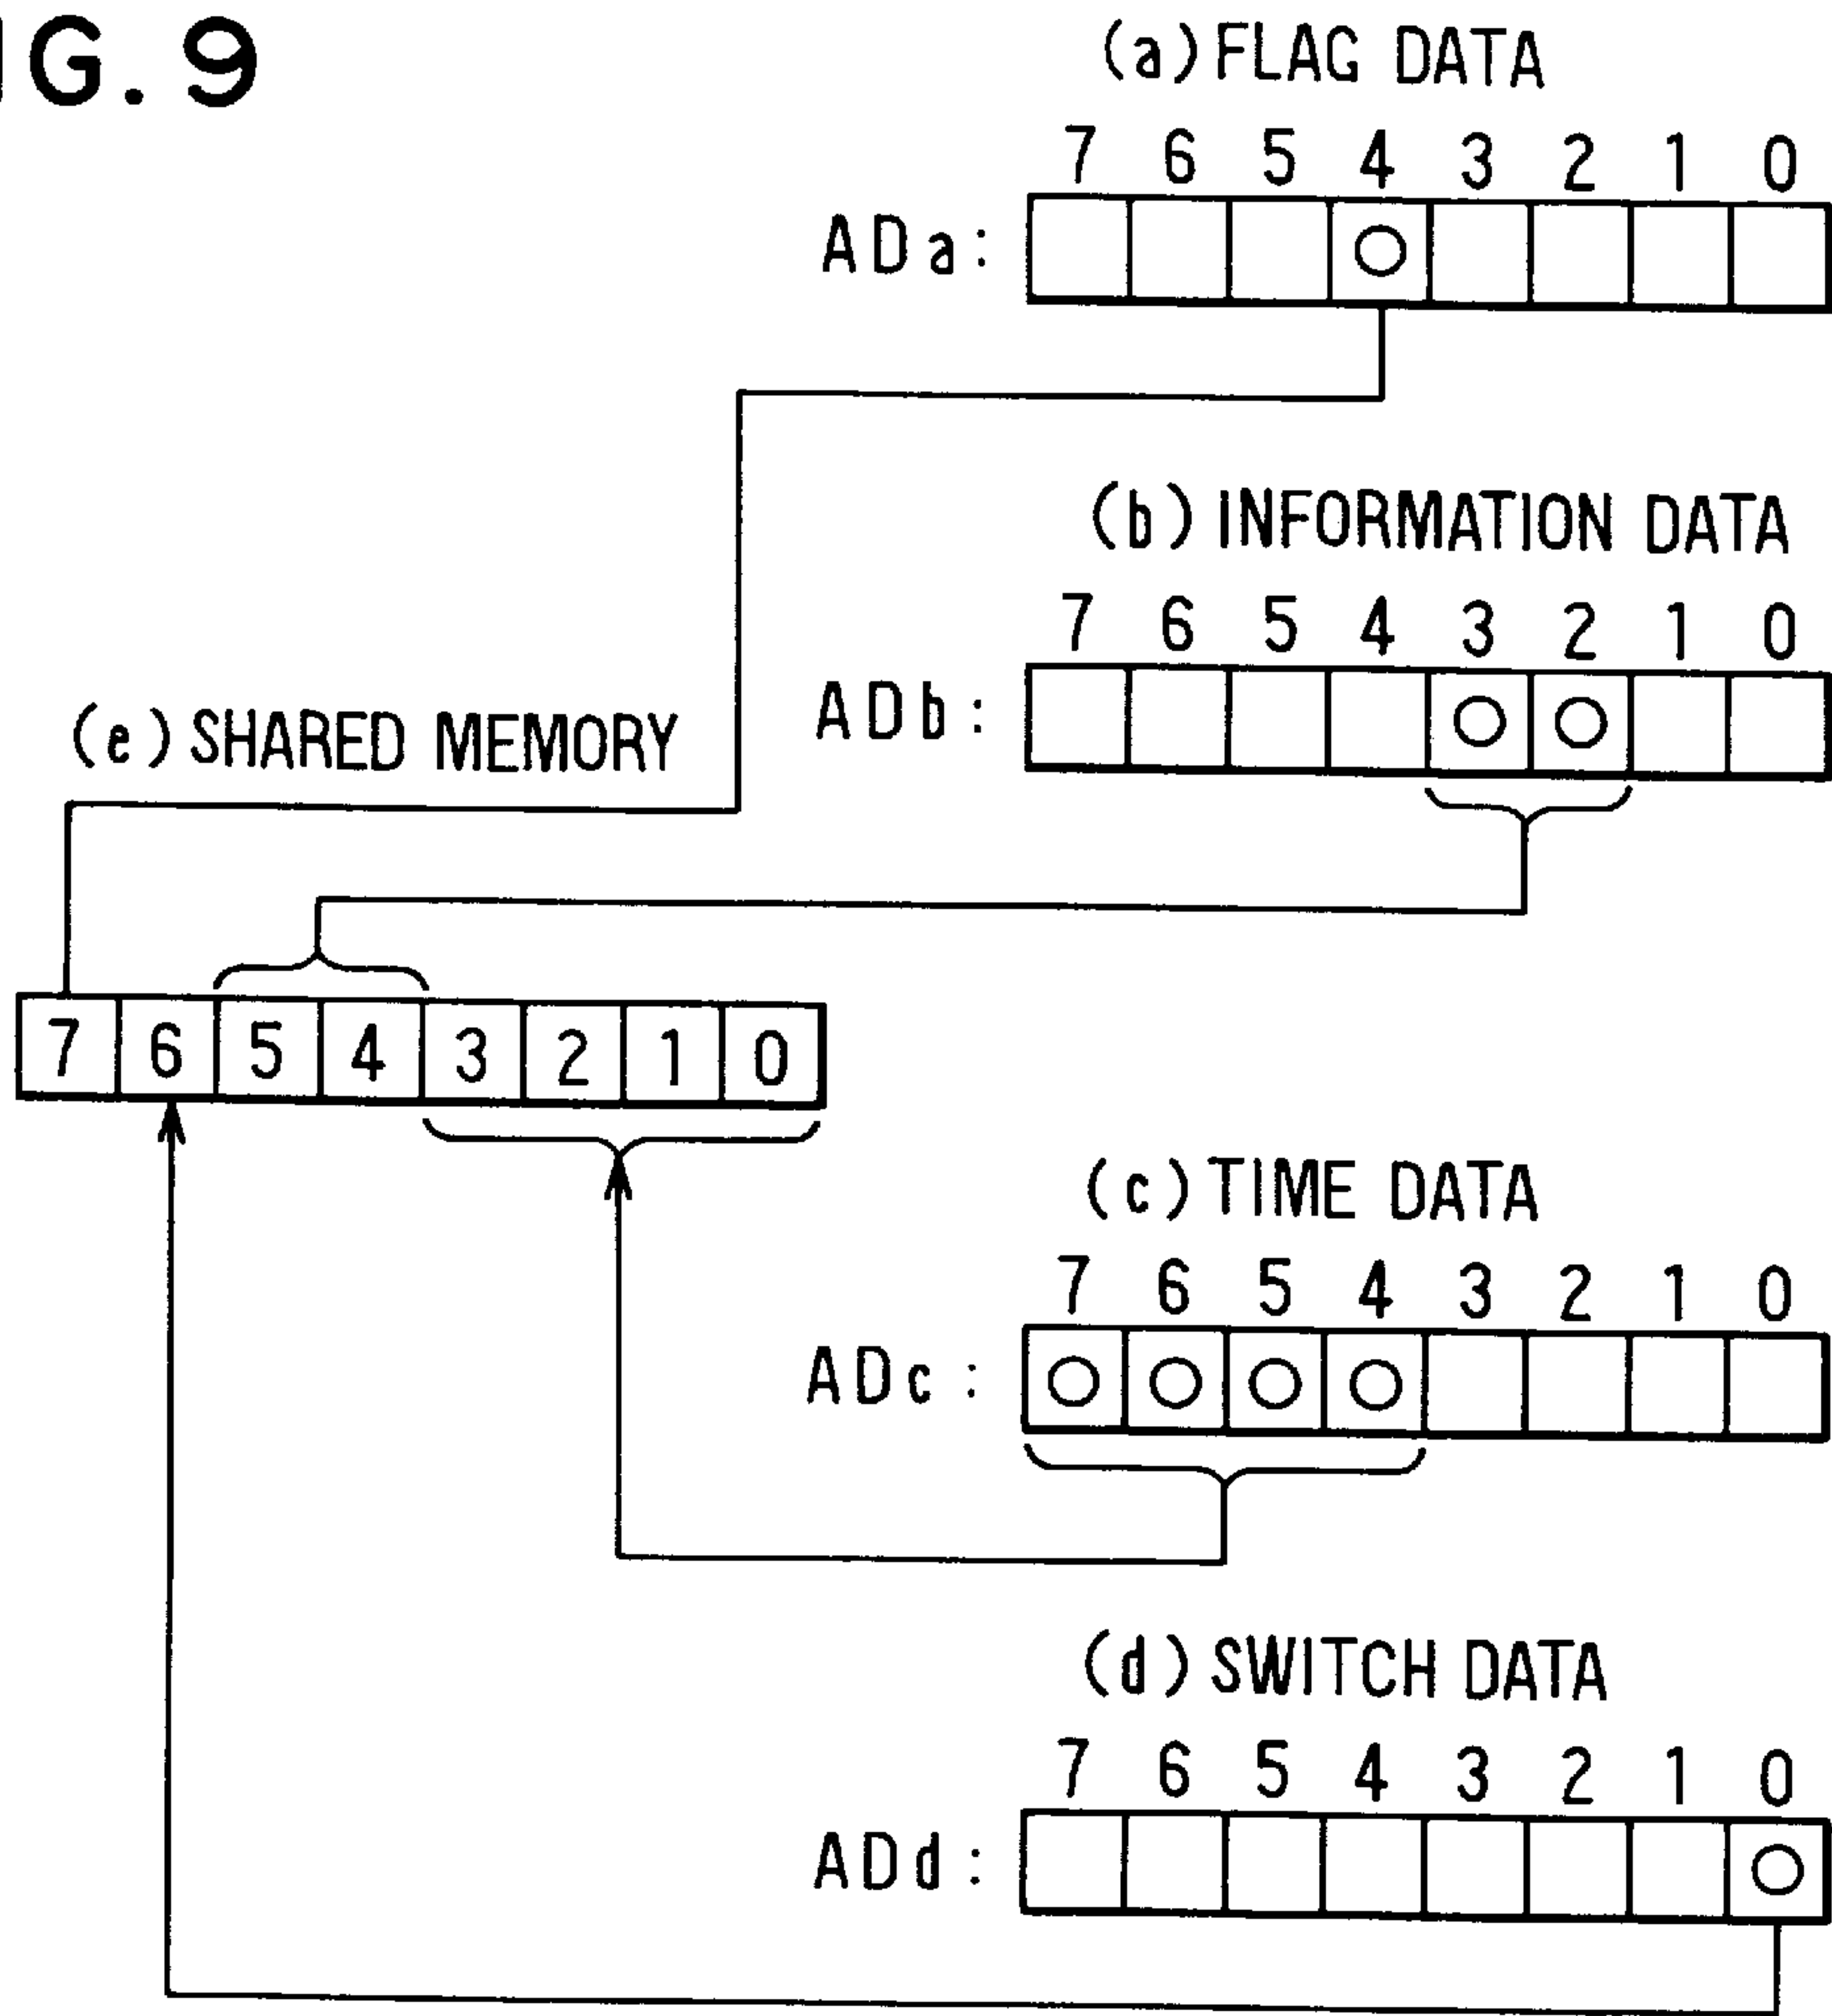 IG. 9
(a) FLAG DATA
7 6 5 4 3 2 1 0
ADa:
(b) INFORMATION DATA
7 6 5 4 3 2 1 0
ADb:
(e) SHARED MEMORY
7 6 5 4 3 2 1 0
(c) TIME DATA
7 6 5 4 3 2 1 0
ADc:
(d) SWITCH DATA
7 6 5 4 3 2 1 0
ADd: